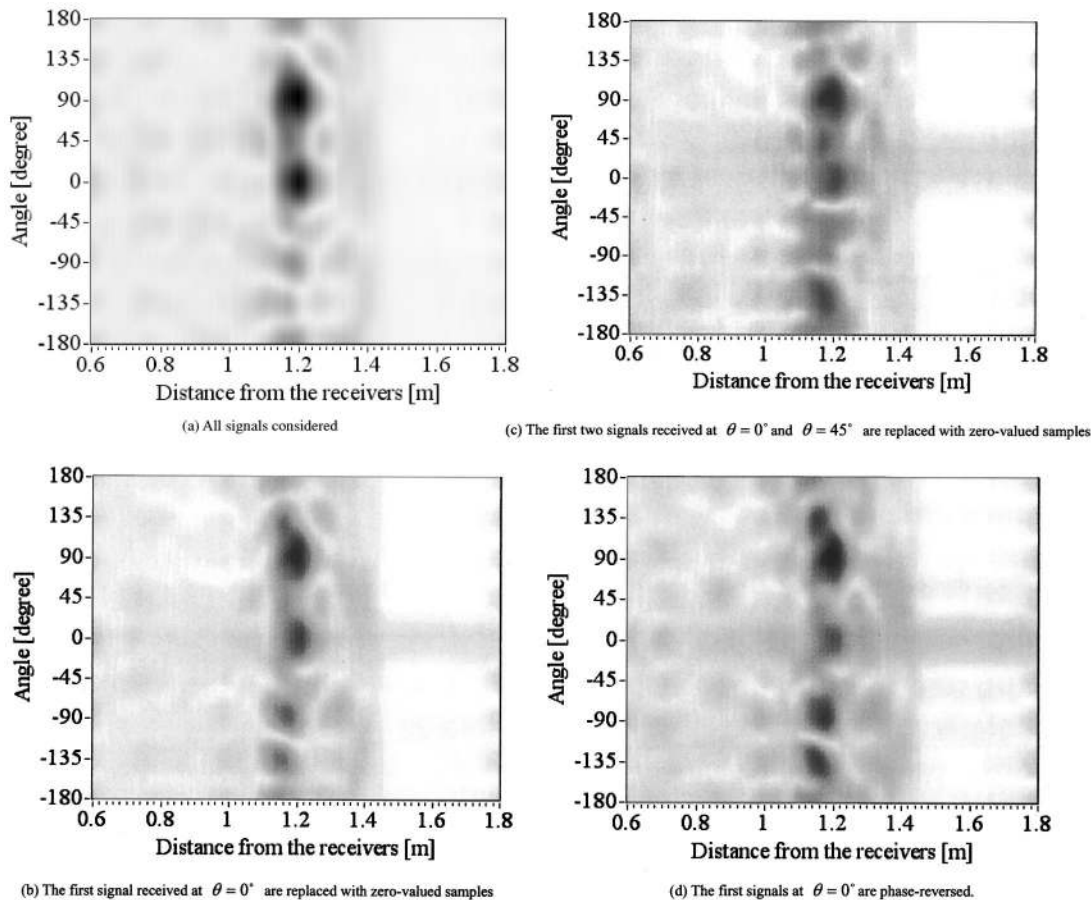 180
135
90
45
0
-45
-90
-135
-180
Angle [degree]
0.6 0.8 1 1.2 1.4 1.6 1.8
Distance from the receivers [m]
(a) All signals considered
180
135
90
45
0
-45
-90
-135
-180
Angle [degree]
0.6 0.8 1 1.2 1.4 1.6 1.8
Distance from the receivers [m]
(c) The first two signals received at θ = 0° and θ = 45° are replaced with zero-valued samples
180
135
90
45
0
-45
-90
-135
-180
Angle [degree]
0.6 0.8 1 1.2 1.4 1.6 1.8
Distance from the receivers [m]
(b) The first signal received at θ = 0° are replaced with zero-valued samples
180
135
90
45
0
-45
-90
-135
-180
Angle [degree]
0.6 0.8 1 1.2 1.4 1.6 1.8
Distance from the receivers [m]
(d) The first signals at θ = 0° are phase-reversed.